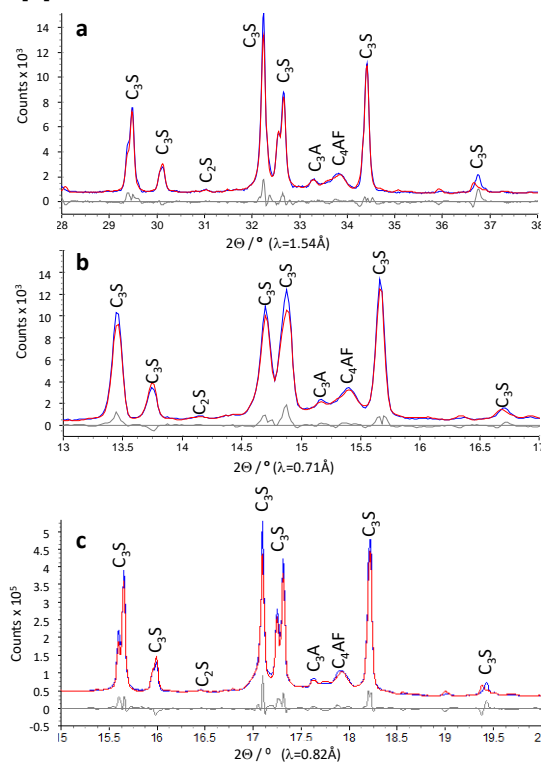 a
Counts x 10³
14
12
10
8
6
4
2
0
C₃S
C₃S
C₂S
C₃S
C₃S
C₃A
C₄AF
C₃S
C₃S
28 29 30 31 32 33 34 35 36 37 38
2Θ / ° (λ=1.54Å)
b
Counts x 10³
14
12
10
8
6
4
2
0
C₃S
C₃S
C₂S
C₃S
C₃S
C₃A
C₄AF
C₃S
C₃S
13 13.5 14 14.5 15 15.5 16 16.5 17
2Θ / ° (λ=0.71Å)
c
Counts x 10⁵
5
4.5
4
3.5
3
2.5
2
1.5
1
0.5
0
-0.5
C₃S
C₃S
C₂S
C₃S
C₃S
C₃A
C₄AF
C₃S
C₃S
15 15.5 16 16.5 17 17.5 18 18.5 19 19.5 20
2Θ / ° (λ=0.82Å)